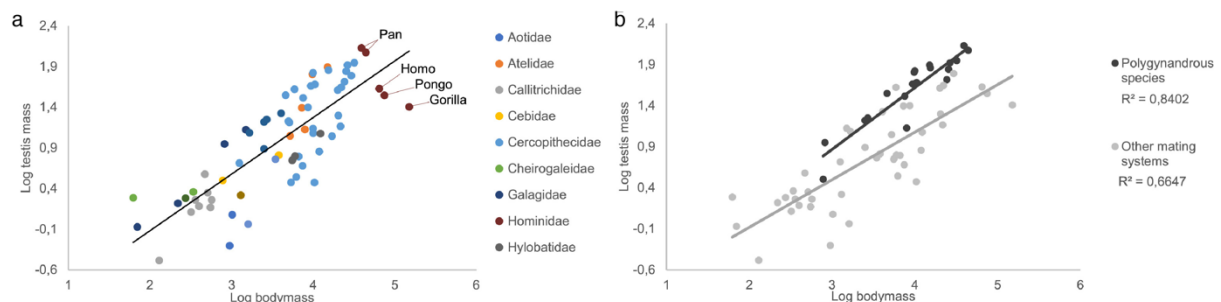 a
Log testis mass
2,4
1,9
1,4
0,9
0,4
-0,1
-0,6
1
2
3
4
5
6
Log bodymass
Pan
Homo
Pongo
Gorilla
Aotidae
Atelidae
Callitrichidae
Cebidae
Cercopithecidae
Cheirogaleidae
Galagidae
Hominidae
Hylobatidae
b
Log testis mass
2,4
1,9
1,4
0,9
0,4
-0,1
-0,6
1
2
3
4
5
6
Log bodymass
Polygynandrous
species
R² = 0,8402
Other mating
systems
R² = 0,6647